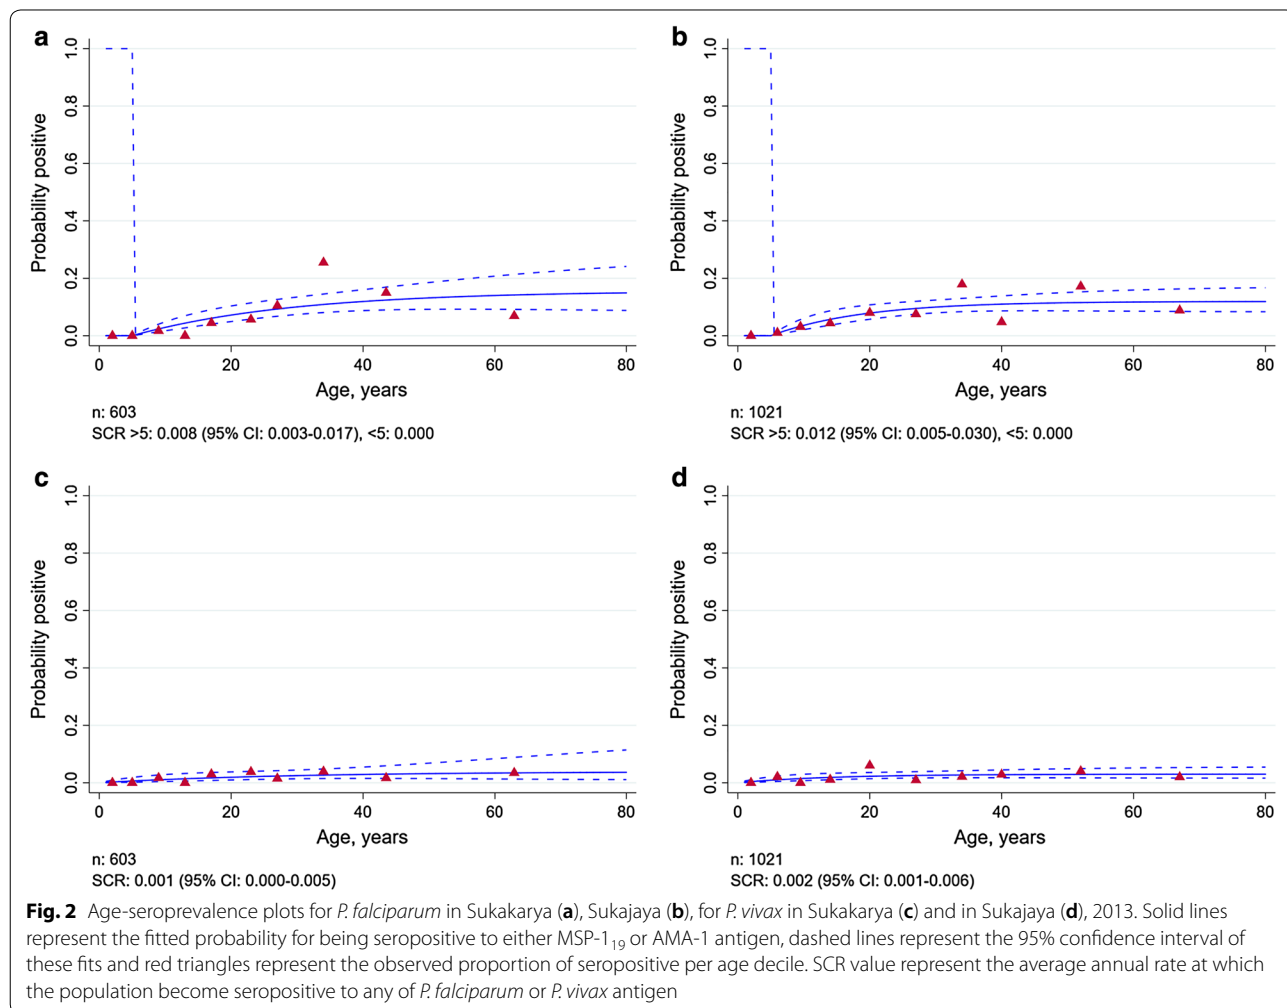 a
1.0
0.8
0.6
0.4
0.2
0.0
Probability positive
0 20 40 60 80
Age, years
n: 603
SCR >5: 0.008 (95% CI: 0.003-0.017), <5: 0.000
b
1.0
0.8
0.6
0.4
0.2
0.0
Probability positive
0 20 40 60 80
Age, years
n: 1021
SCR >5: 0.012 (95% CI: 0.005-0.030), <5: 0.000
c
1.0
0.8
0.6
0.4
0.2
0.0
Probability positive
0 20 40 60 80
Age, years
n: 603
SCR: 0.001 (95% CI: 0.000-0.005)
d
1.0
0.8
0.6
0.4
0.2
0.0
Probability positive
0 20 40 60 80
Age, years
n: 1021
SCR: 0.002 (95% CI: 0.001-0.006)
Fig. 2 Age-seroprevalence plots for P. falciparum in Sukakarya (a), Sukajaya (b), for P. vivax in Sukakarya (c) and in Sukajaya (d), 2013. Solid lines
represent the fitted probability for being seropositive to either MSP-1₁₉ or AMA-1 antigen, dashed lines represent the 95% confidence interval of
these fits and red triangles represent the observed proportion of seropositive per age decile. SCR value represent the average annual rate at which
the population become seropositive to any of P. falciparum or P. vivax antigen